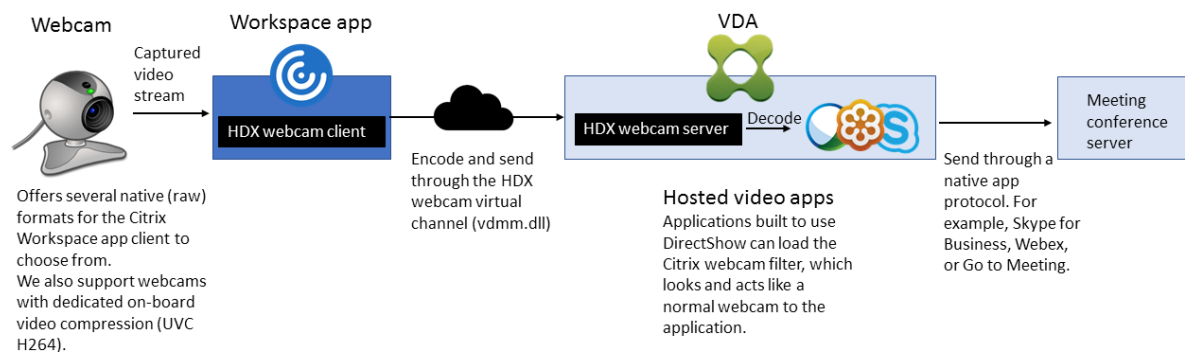 Webcam
Captured
video
stream
Offers several native (raw)
formats for the Citrix
Workspace app client to
choose from.
We also support webcams
with dedicated on-board
video compression (UVC
H264).
Workspace app
HDX webcam client
Encode and send
through the HDX
webcam virtual
channel (vdmm.dll)
VDA
HDX webcam server
Decode
S
Hosted video apps
Applications built to use
DirectShow can load the
Citrix webcam filter, which
looks and acts like a
normal webcam to the
application.
Send through a
native app
protocol. For
example, Skype for
Business, Webex,
or Go to Meeting.
Meeting
conference
server